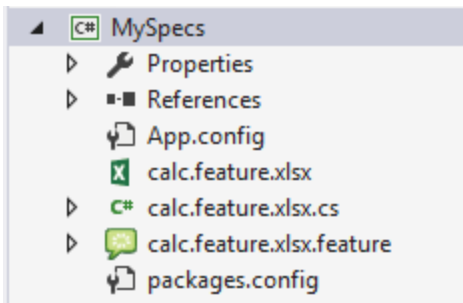 C# MySpecs
Properties
References
App.config
calc.feature.xlsx
C# calc.feature.xlsx.cs
calc.feature.xlsx.feature
packages.config